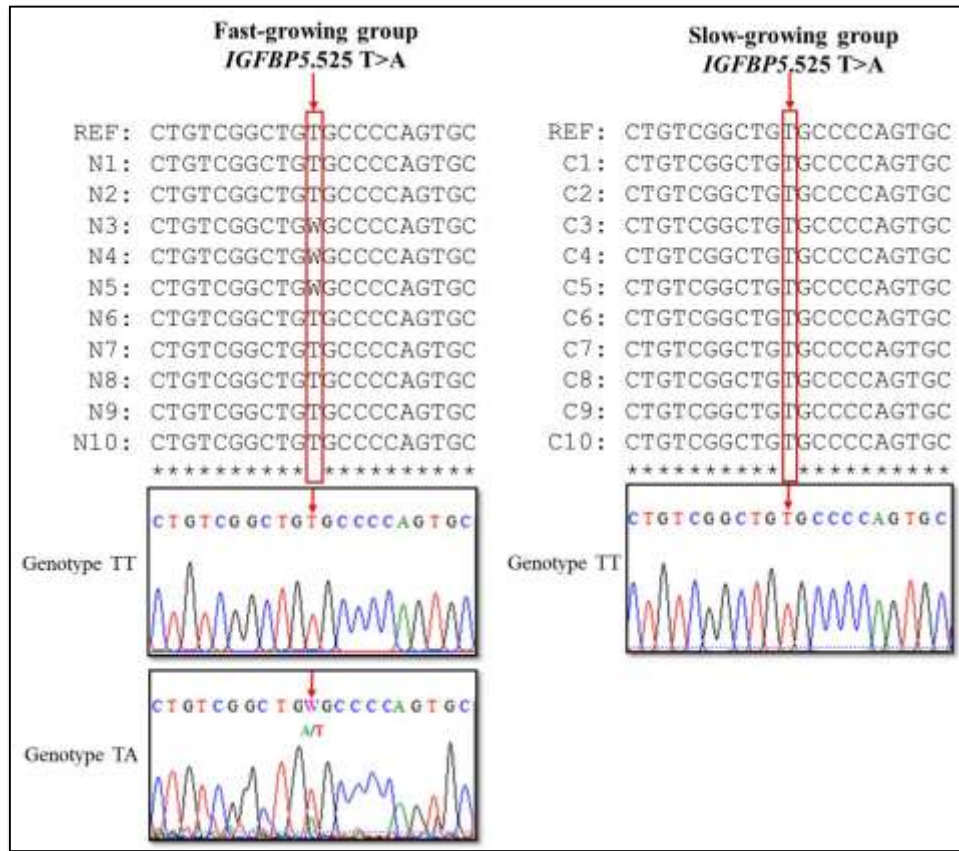 Fast-growing group
IGFBP5.525 T>A
REF: CTGTCGGCTGTGCCCCAGTGC
N1: CTGTCGGCTGTGCCCCAGTGC
N2: CTGTCGGCTGTGCCCCAGTGC
N3: CTGTCGGCTGWGCCCCAGTGC
N4: CTGTCGGCTGWGCCCCAGTGC
N5: CTGTCGGCTGWGCCCCAGTGC
N6: CTGTCGGCTGTGCCCCAGTGC
N7: CTGTCGGCTGTGCCCCAGTGC
N8: CTGTCGGCTGTGCCCCAGTGC
N9: CTGTCGGCTGTGCCCCAGTGC
N10: CTGTCGGCTGTGCCCCAGTGC
********** **********
CTGTCGGCTGTGCCCCAGTGC
Genotype TT
CTGTCGGCTGWGCCCCAGTGC
A/T
Genotype TA
Slow-growing group
IGFBP5.525 T>A
REF: CTGTCGGCTGTGCCCCAGTGC
C1: CTGTCGGCTGTGCCCCAGTGC
C2: CTGTCGGCTGTGCCCCAGTGC
C3: CTGTCGGCTGTGCCCCAGTGC
C4: CTGTCGGCTGTGCCCCAGTGC
C5: CTGTCGGCTGTGCCCCAGTGC
C6: CTGTCGGCTGTGCCCCAGTGC
C7: CTGTCGGCTGTGCCCCAGTGC
C8: CTGTCGGCTGTGCCCCAGTGC
C9: CTGTCGGCTGTGCCCCAGTGC
C10: CTGTCGGCTGTGCCCCAGTGC
********** **********
CTGTCGGCTGTGCCCCAGTGC
Genotype TT